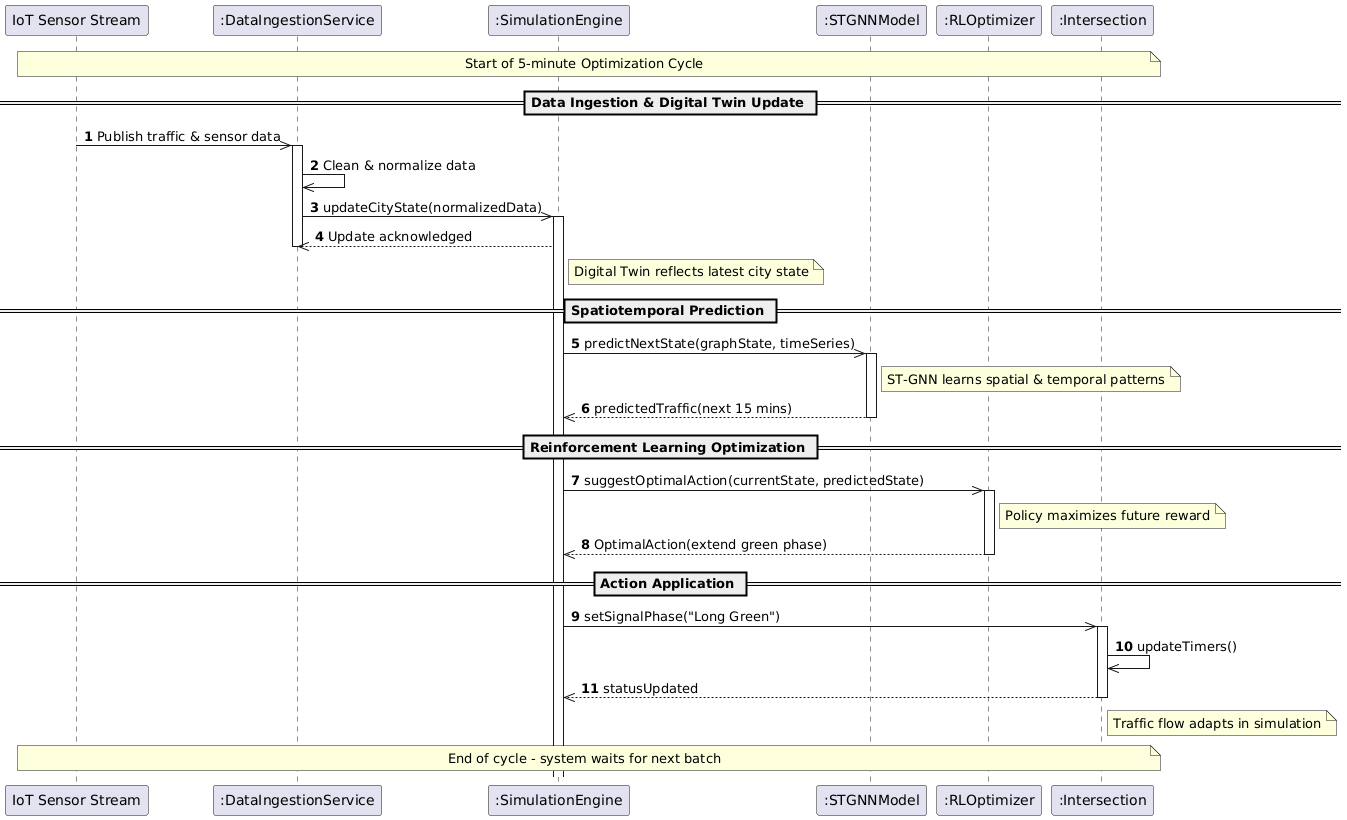 IoT Sensor Stream
:DataIngestionService
:SimulationEngine
:STGNNModel
:RLOptimizer
:Intersection
Start of 5-minute Optimization Cycle
Data Ingestion & Digital Twin Update
1 Publish traffic & sensor data
2 Clean & normalize data
3 updateCityState(normalizedData)
4 Update acknowledged
Digital Twin reflects latest city state
Spatiotemporal Prediction
5 predictNextState(graphState, timeSeries)
ST-GNN learns spatial & temporal patterns
6 predictedTraffic(next 15 mins)
Reinforcement Learning Optimization
7 suggestOptimalAction(currentState, predictedState)
Policy maximizes future reward
8 OptimalAction(extend green phase)
Action Application
9 setSignalPhase("Long Green")
10 updateTimers()
11 statusUpdated
Traffic flow adapts in simulation
End of cycle - system waits for next batch
IoT Sensor Stream
:DataIngestionService
:SimulationEngine
:STGNNModel
:RLOptimizer
:Intersection